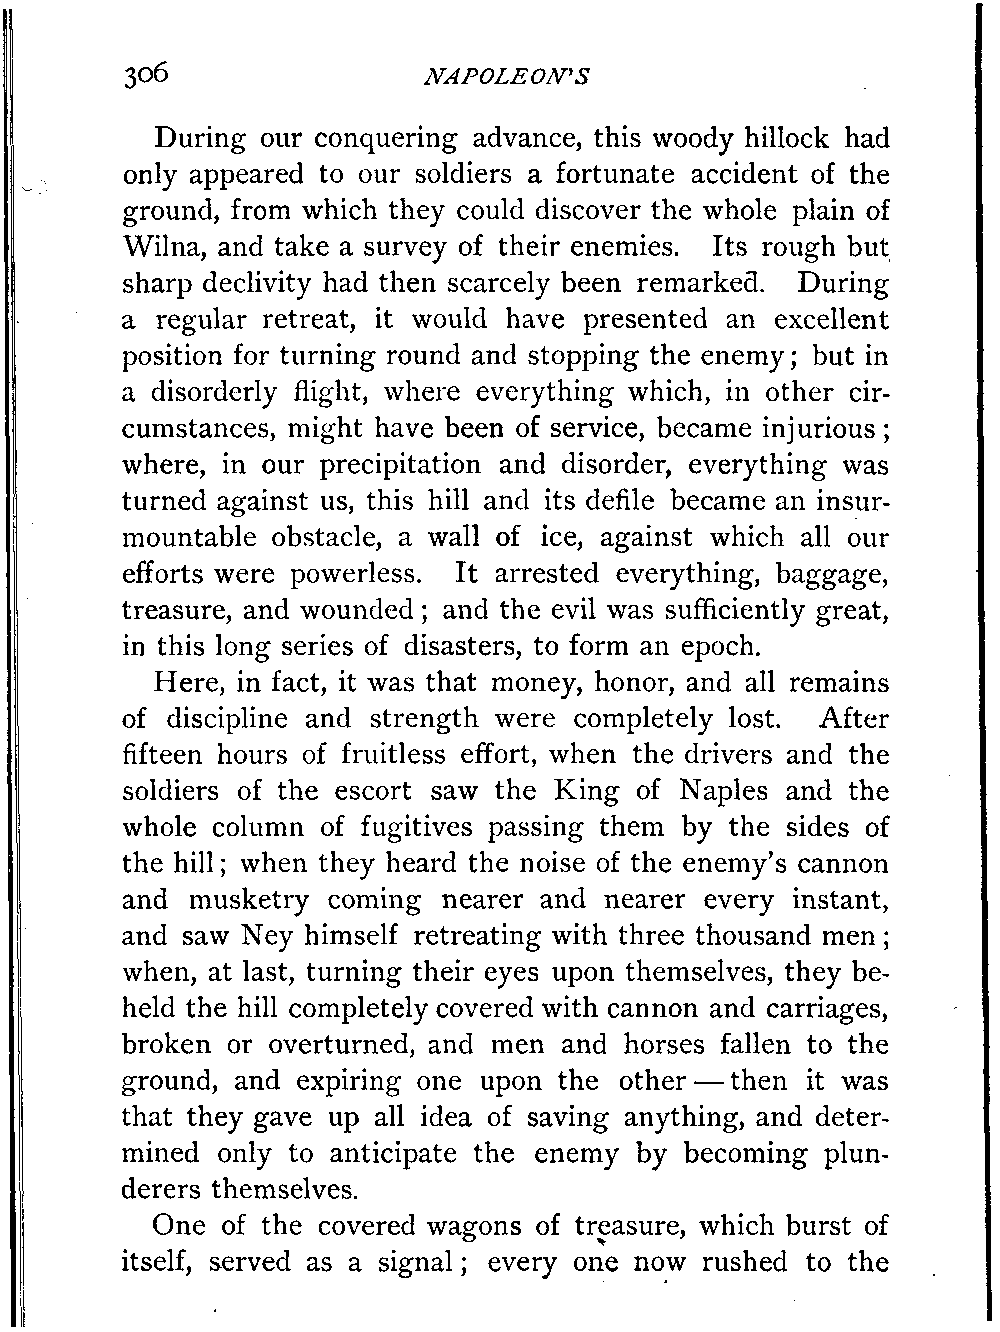 306 NAPOLEON'S
During our conquering advance, this woody hillock had
only appeared to our soldiers a fortunate accident of the
ground, from which they could discover the whole plain of
Wilna, and take a survey of their enemies. Its rough but
sharp declivity had then scarcely been remarked. During
a regular retreat, it would have presented an excellent
position for turning round and stopping the enemy; but in
a disorderly flight, where everything which, in other cir-
cumstances, might have been of service, became injurious;
where, in our precipitation and disorder, everything was
turned against us, this hill and its defile became an insur-
mountable obstacle, a wall of ice, against which all our
efforts were powerless. It arrested everything, baggage,
treasure, and wounded; and the evil was sufficiently great,
in this long series of disasters, to form an epoch.
Here, in fact, it was that money, honor, and all remains
of discipline and strength were completely lost. After
fifteen hours of fruitless effort, when the drivers and the
soldiers of the escort saw the King of Naples and the
whole column of fugitives passing them by the sides of
the hill; when they heard the noise of the enemy's cannon
and musketry coming nearer and nearer every instant,
and saw Ney himself retreating with three thousand men;
when, at last, turning their eyes upon themselves, they be-
held the hill completely covered with cannon and carriages,
broken or overturned, and men and horses fallen to the
ground, and expiring one upon the other — then it was
that they gave up all idea of saving anything, and deter-
mined only to anticipate the enemy by becoming plun-
derers themselves.
One of the covered wagons of treasure, which burst of
itself, served as a signal; every one now rushed to the